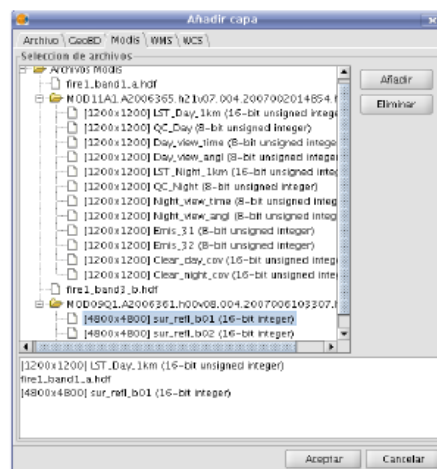 Añadir capa
Archivo GeoBD Modis WMS WCS
Seleccion de archivos
Archivos Modis
fire1_band1_a.hdf
MOD11A1.A2006365.h21v07.004.2007002014854.
[1200x1200] LST_Day_1km (16-bit unsigned intege
[1200x1200] QC_Day (8-bit unsigned integer)
[1200x1200] Day_view_time (8-bit unsigned intege
[1200x1200] Day_view_angl (8-bit unsigned intege
[1200x1200] LST_Night_1km (16-bit unsigned integ
[1200x1200] QC_Night (8-bit unsigned integer)
[1200x1200] Night_view_time (8-bit unsigned integ
[1200x1200] Night_view_angl (8-bit unsigned integ
[1200x1200] Emis_31 (8-bit unsigned integer)
[1200x1200] Emis_32 (8-bit unsigned integer)
[1200x1200] Clear_day_cov (16-bit unsigned integ
[1200x1200] Clear_night_cov (16-bit unsigned inte
fire1_band3_b.hdf
MOD09Q1.A2006361.h00v08.004.2007006103307.
[4800x4800] sur_refl_b01 (16-bit integer)
[4800x4800] sur_refl_b02 (16-bit integer)
Añadir
Eliminar
[1200x1200] LST_Day_1km (16-bit unsigned integer)
fire1_band1_a.hdf
[4800x4800] sur_refl_b01 (16-bit integer)
Aceptar Cancelar